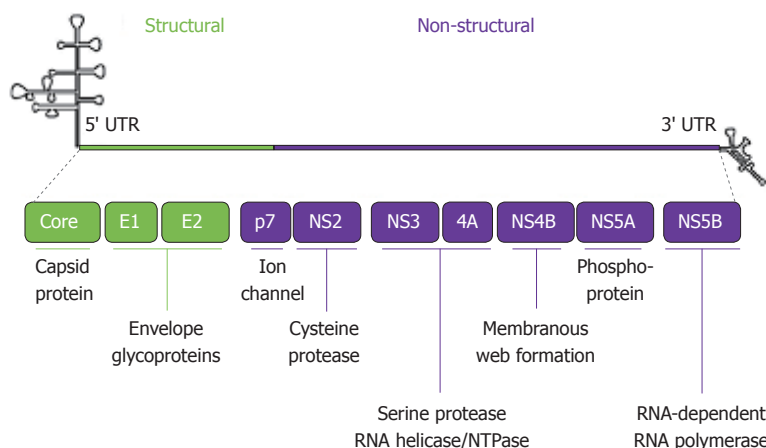 Structural
Non-structural
5' UTR
3' UTR
Core
E1
E2
p7
NS2
NS3
4A
NS4B
NS5A
NS5B
Capsid
protein
Ion
channel
Phospho-
protein
Envelope
glycoproteins
Cysteine
protease
Membranous
web formation
Serine protease
RNA helicase/NTPase
RNA-dependent
RNA polymerase